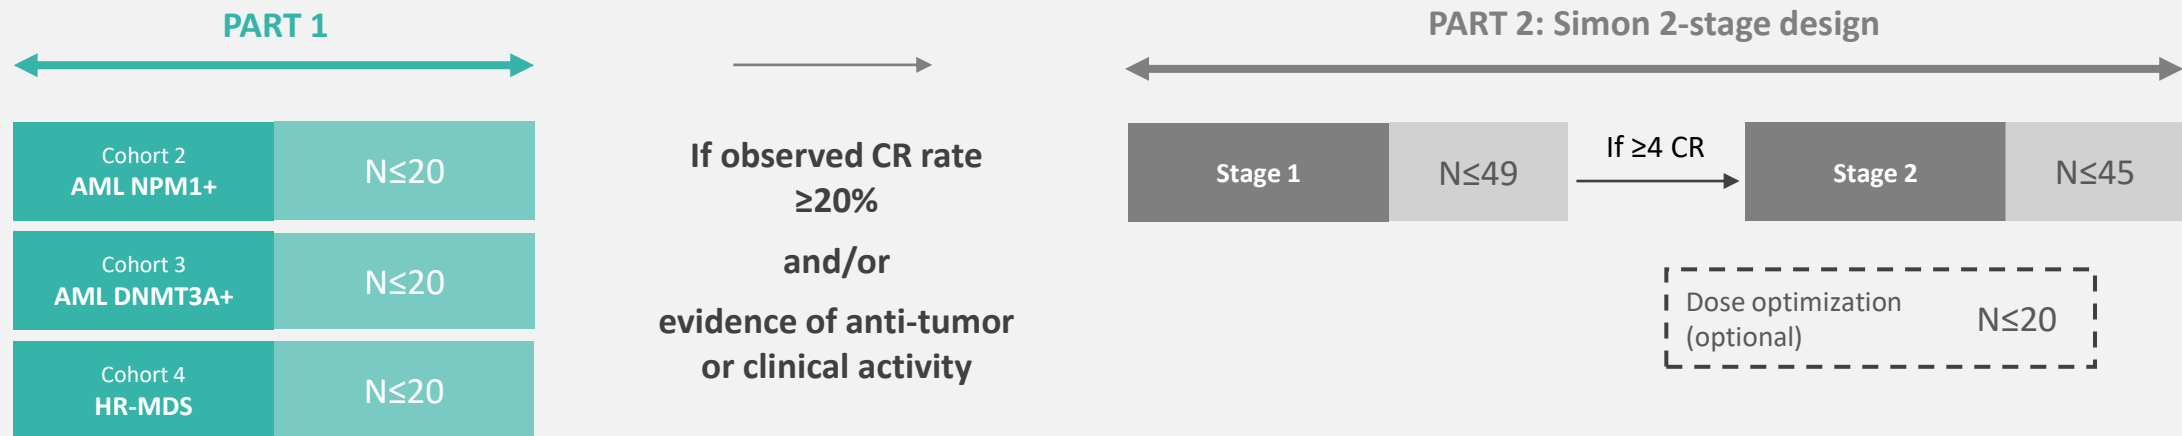 PART 1
Cohort 2
AML NPM1+
N≤20
Cohort 3
AML DNMT3A+
N≤20
Cohort 4
HR-MDS
N≤20
If observed CR rate
≥20%
and/or
evidence of anti-tumor
or clinical activity
PART 2: Simon 2-stage design
Stage 1
N≤49
If ≥4 CR
Stage 2
N≤45
Dose optimization
(optional)
N≤20